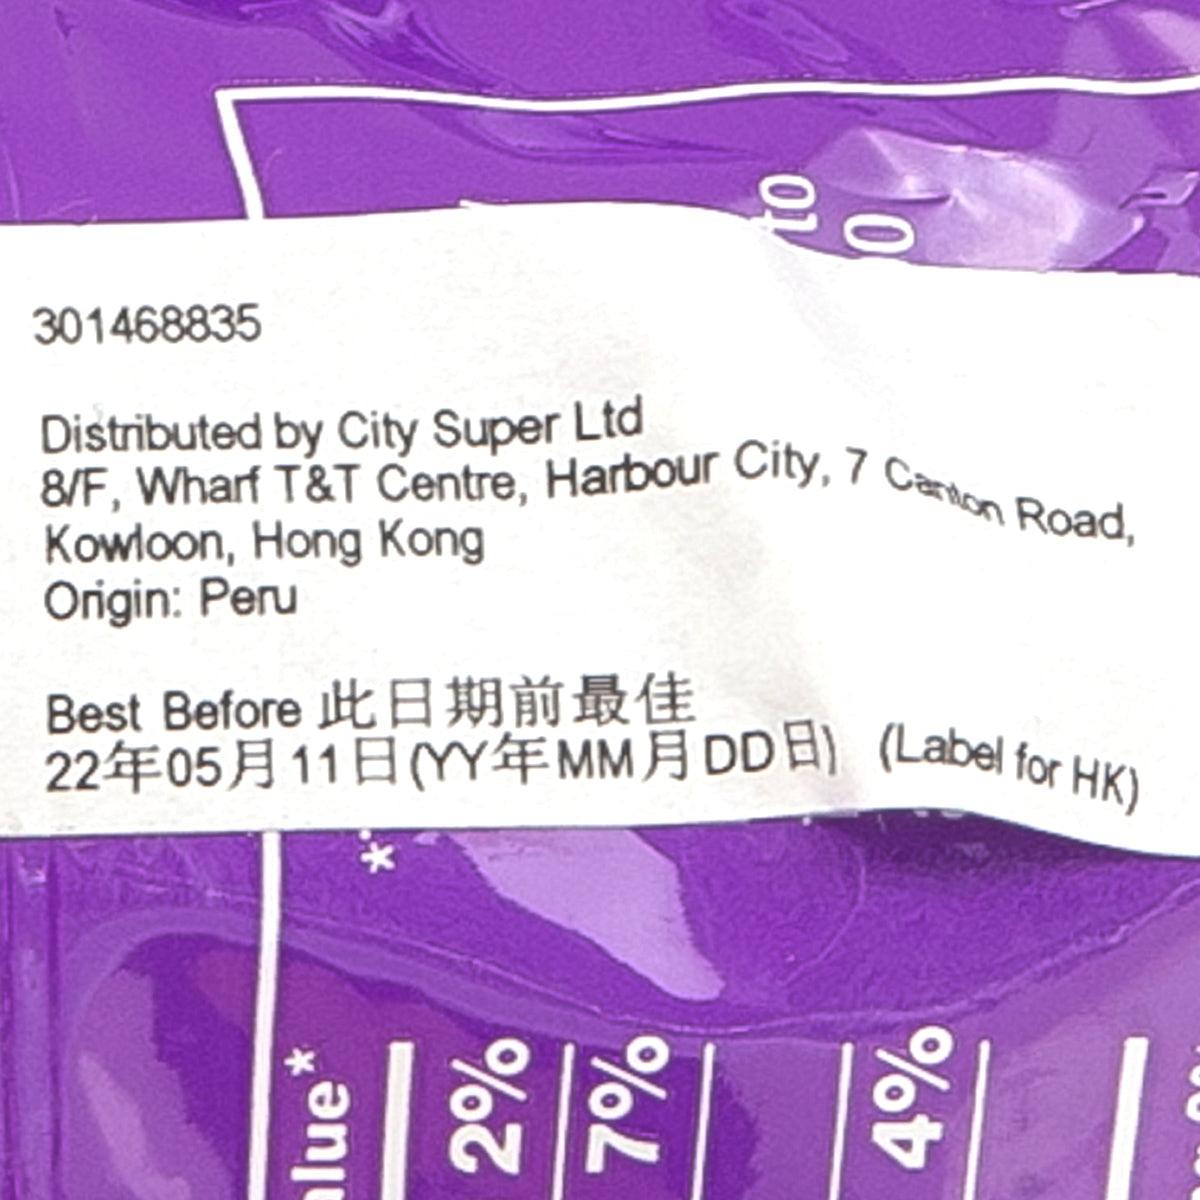 to
0
301468835
Distributed by City Super Ltd
8/F, Wharf T&T Centre, Harbour City, 7 Canton Road,
Kowloon, Hong Kong
Origin: Peru
Best Before 此日期前最佳
22年05月11日(YY年MM月DD日) (Label for HK)
*
*
2%
7%
4%